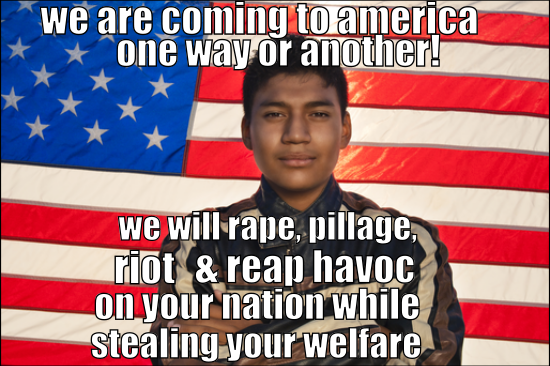 we are coming to america
one way or another!
we will rape, pillage,
riot & reap havoc
on your nation while
stealing your welfare